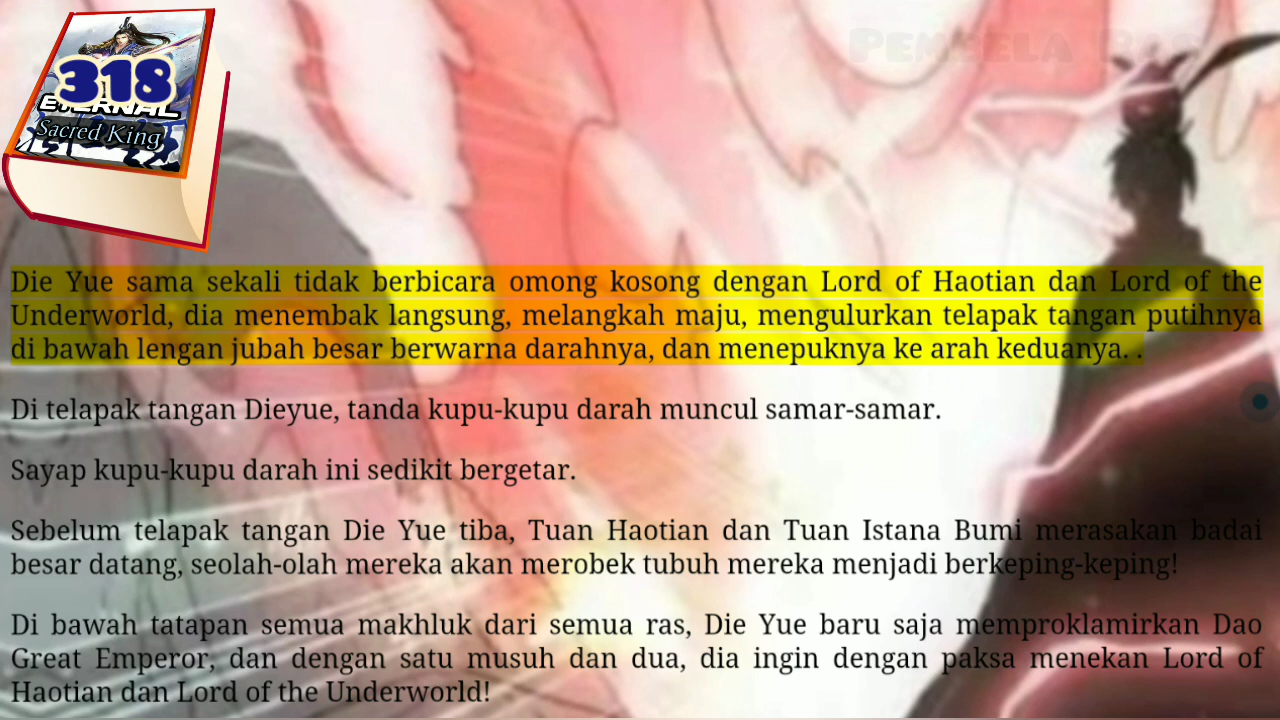 318
ETERNAL
Sacred King
Die Yue sama sekali tidak berbicara omong kosong dengan Lord of Haotian dan Lord of the
Underworld, dia menembak langsung, melangkah maju, mengulurkan telapak tangan putihnya
di bawah lengan jubah besar berwarna darahnya, dan menepuknya ke arah keduanya. .
Di telapak tangan Dieyue, tanda kupu-kupu darah muncul samar-samar.
Sayap kupu-kupu darah ini sedikit bergetar.
Sebelum telapak tangan Die Yue tiba, Tuan Haotian dan Tuan Istana Bumi merasakan badai
besar datang, seolah-olah mereka akan merobek tubuh mereka menjadi berkeping-keping!
Di bawah tatapan semua makhluk dari semua ras, Die Yue baru saja memproklamirkan Dao
Great Emperor, dan dengan satu musuh dan dua, dia ingin dengan paksa menekan Lord of
Haotian dan Lord of the Underworld!